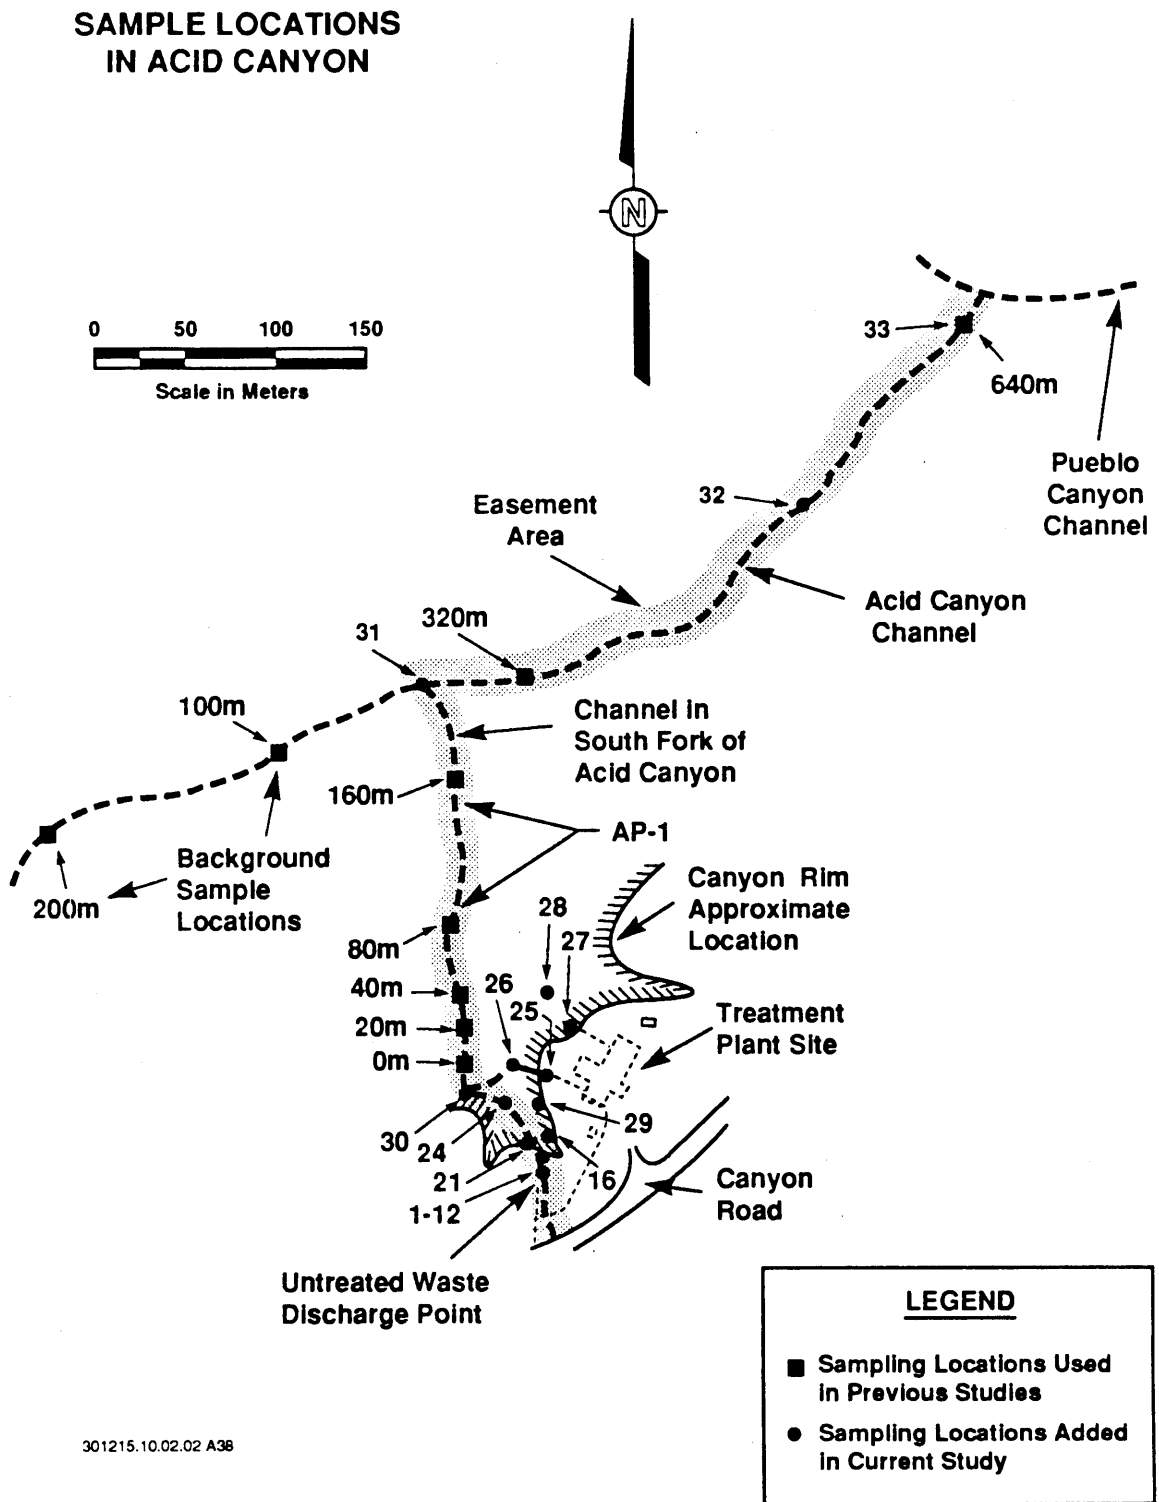 SAMPLE LOCATIONS
IN ACID CANYON
N
0 50 100 150
Scale in Meters
33
640m
Pueblo
Canyon
Channel
32
Easement
Area
Acid Canyon
Channel
320m
31
100m
Channel in
South Fork of
Acid Canyon
160m
AP-1
Background
Sample
Locations
200m
Canyon Rim
Approximate
Location
28
27
80m
26
40m
25
Treatment
Plant Site
20m
0m
30
24
29
21
16
1-12
Canyon
Road
Untreated Waste
Discharge Point
LEGEND
Sampling Locations Used
in Previous Studies
Sampling Locations Added
in Current Study
301215.10.02.02 A38